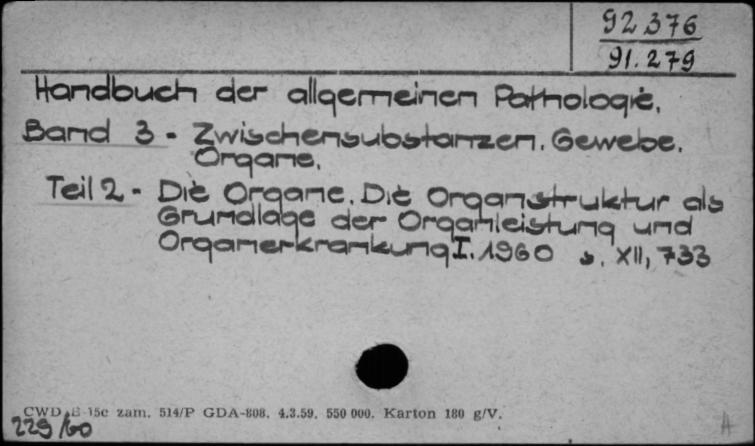 92376
91.279
Handbuch der allgemeinen Pathologie.
Band 3 - Zwischensubstanzen. Gewebe.
Organe.
Teil 2 - Die Organe. Die Organstruktur als
Grundlage der Organleistung und
Organerkrankung I. 1960 s. XII, 733
CWD B-15c zam. 514/P GDA-808. 4.3.59. 550 000. Karton 180 g/V.
229/60
A